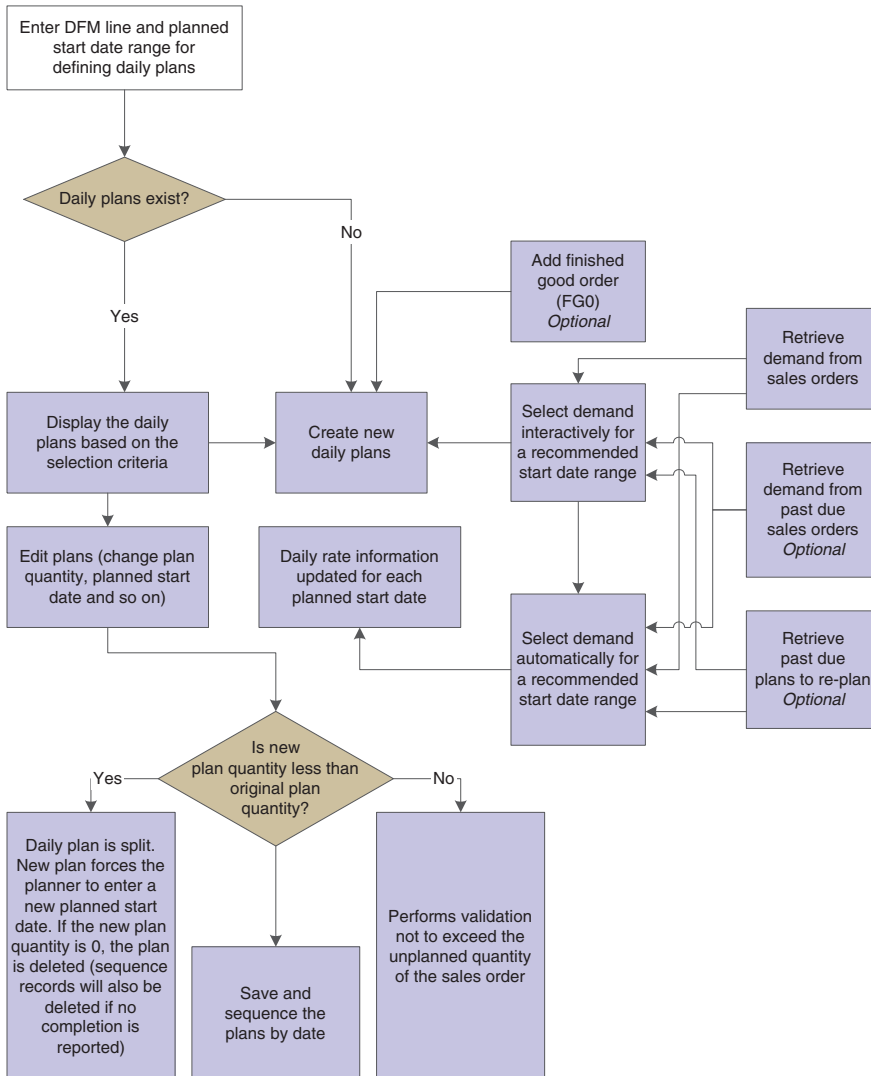 Enter DFM line and planned
start date range for
defining daily plans
Daily plans exist?
No
Yes
Add finished
good order
(FG0)
Optional
Retrieve
demand from
sales orders
Display the daily
plans based on the
selection criteria
Create new
daily plans
Select demand
interactively for
a recommended
start date range
Retrieve
demand from
past due
sales orders
Optional
Edit plans (change plan
quantity, planned start
date and so on)
Daily rate information
updated for each
planned start date
Select demand
automatically for
a recommended
start date range
Retrieve
past due
plans to re-plan
Optional
Is new
plan quantity less than
original plan
quantity?
Yes
No
Daily plan is split.
New plan forces the
planner to enter a
new planned start
date. If the new plan
quantity is 0, the plan
is deleted (sequence
records will also be
deleted if no
completion is
reported)
Save and
sequence the
plans by date
Performs validation
not to exceed the
unplanned quantity
of the sales order